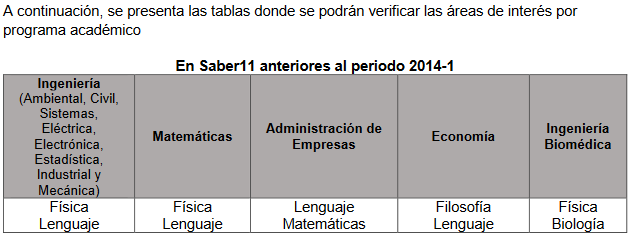 A continuación, se presenta las tablas donde se podrán verificar las áreas de interés por
programa académico
En Saber11 anteriores al periodo 2014-1
Ingeniería
(Ambiental, Civil,
Sistemas,
Eléctrica,
Electrónica,
Estadística,
Industrial y
Mecánica)
Matemáticas
Administración de
Empresas
Economía
Ingeniería
Biomédica
Física
Lenguaje
Física
Lenguaje
Lenguaje
Matemáticas
Filosofía
Lenguaje
Física
Biología